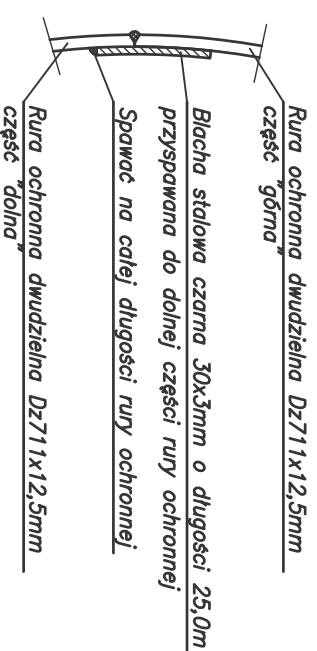 Rura ochronna dwudzielna Dz711x12,5mm
część „górna”
Blacha stalowa czarna 30x3mm o długości 25,0m
przyspawana do dolnej części rury ochronnej
Spawać na całej długości rury ochronnej
Rura ochronna dwudzielna Dz711x12,5mm
część „dolna”